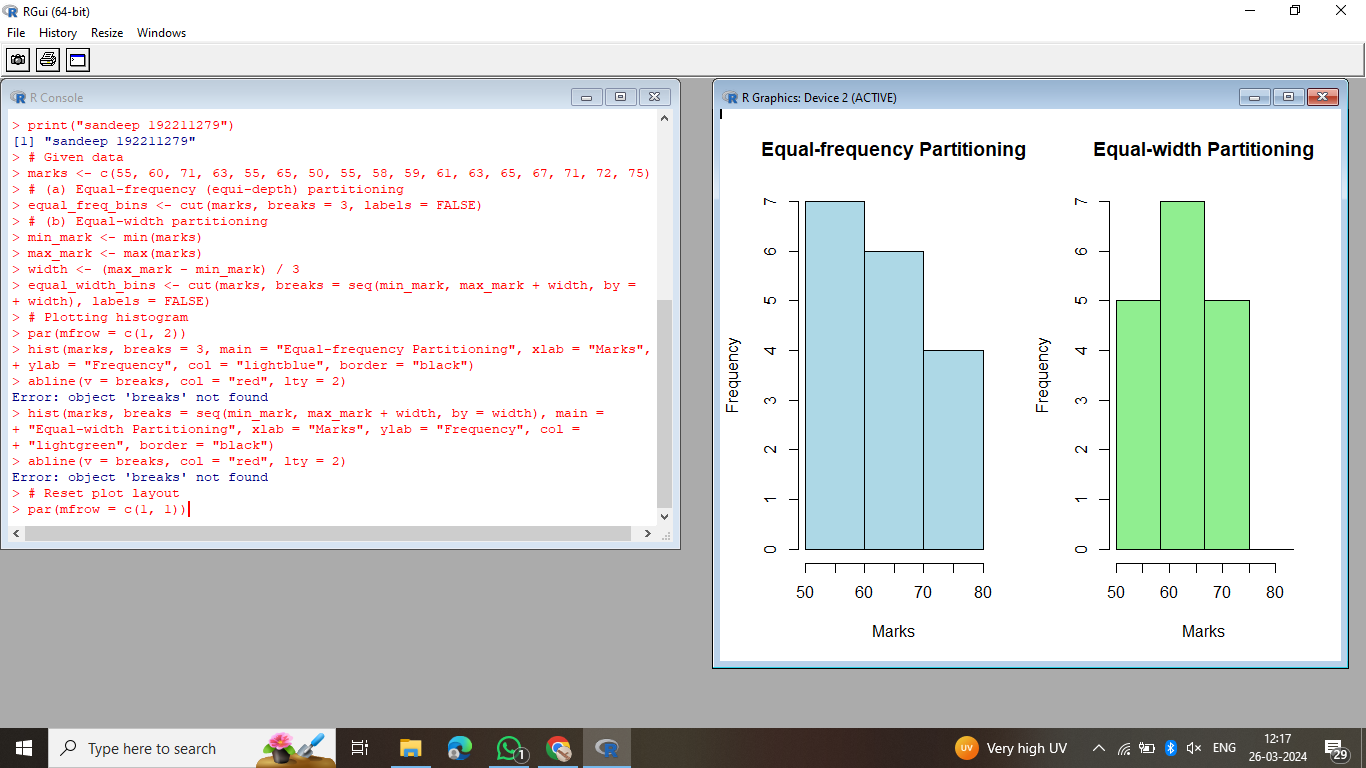 RGui (64-bit)
File History Resize Windows
R Console
> print("sandeep 192211279")
[1] "sandeep 192211279"
> # Given data
> marks <- c(55, 60, 71, 63, 55, 65, 50, 55, 58, 59, 61, 63, 65, 67, 71, 72, 75)
> # (a) Equal-frequency (equi-depth) partitioning
> equal_freq_bins <- cut(marks, breaks = 3, labels = FALSE)
> # (b) Equal-width partitioning
> min_mark <- min(marks)
> max_mark <- max(marks)
> width <- (max_mark - min_mark) / 3
> equal_width_bins <- cut(marks, breaks = seq(min_mark, max_mark + width, by =
+ width), labels = FALSE)
> # Plotting histogram
> par(mfrow = c(1, 2))
> hist(marks, breaks = 3, main = "Equal-frequency Partitioning", xlab = "Marks",
+ ylab = "Frequency", col = "lightblue", border = "black")
> abline(v = breaks, col = "red", lty = 2)
Error: object 'breaks' not found
> hist(marks, breaks = seq(min_mark, max_mark + width, by = width), main =
+ "Equal-width Partitioning", xlab = "Marks", ylab = "Frequency", col =
+ "lightgreen", border = "black")
> abline(v = breaks, col = "red", lty = 2)
Error: object 'breaks' not found
> # Reset plot layout
> par(mfrow = c(1, 1))
R Graphics: Device 2 (ACTIVE)
Equal-frequency Partitioning
Frequency
7
6
5
4
3
2
1
0
50 60 70 80
Marks
Equal-width Partitioning
Frequency
7
6
5
4
3
2
1
0
50 60 70 80
Marks
Type here to search
1
UV Very high UV
ENG
12:17
26-03-2024
29